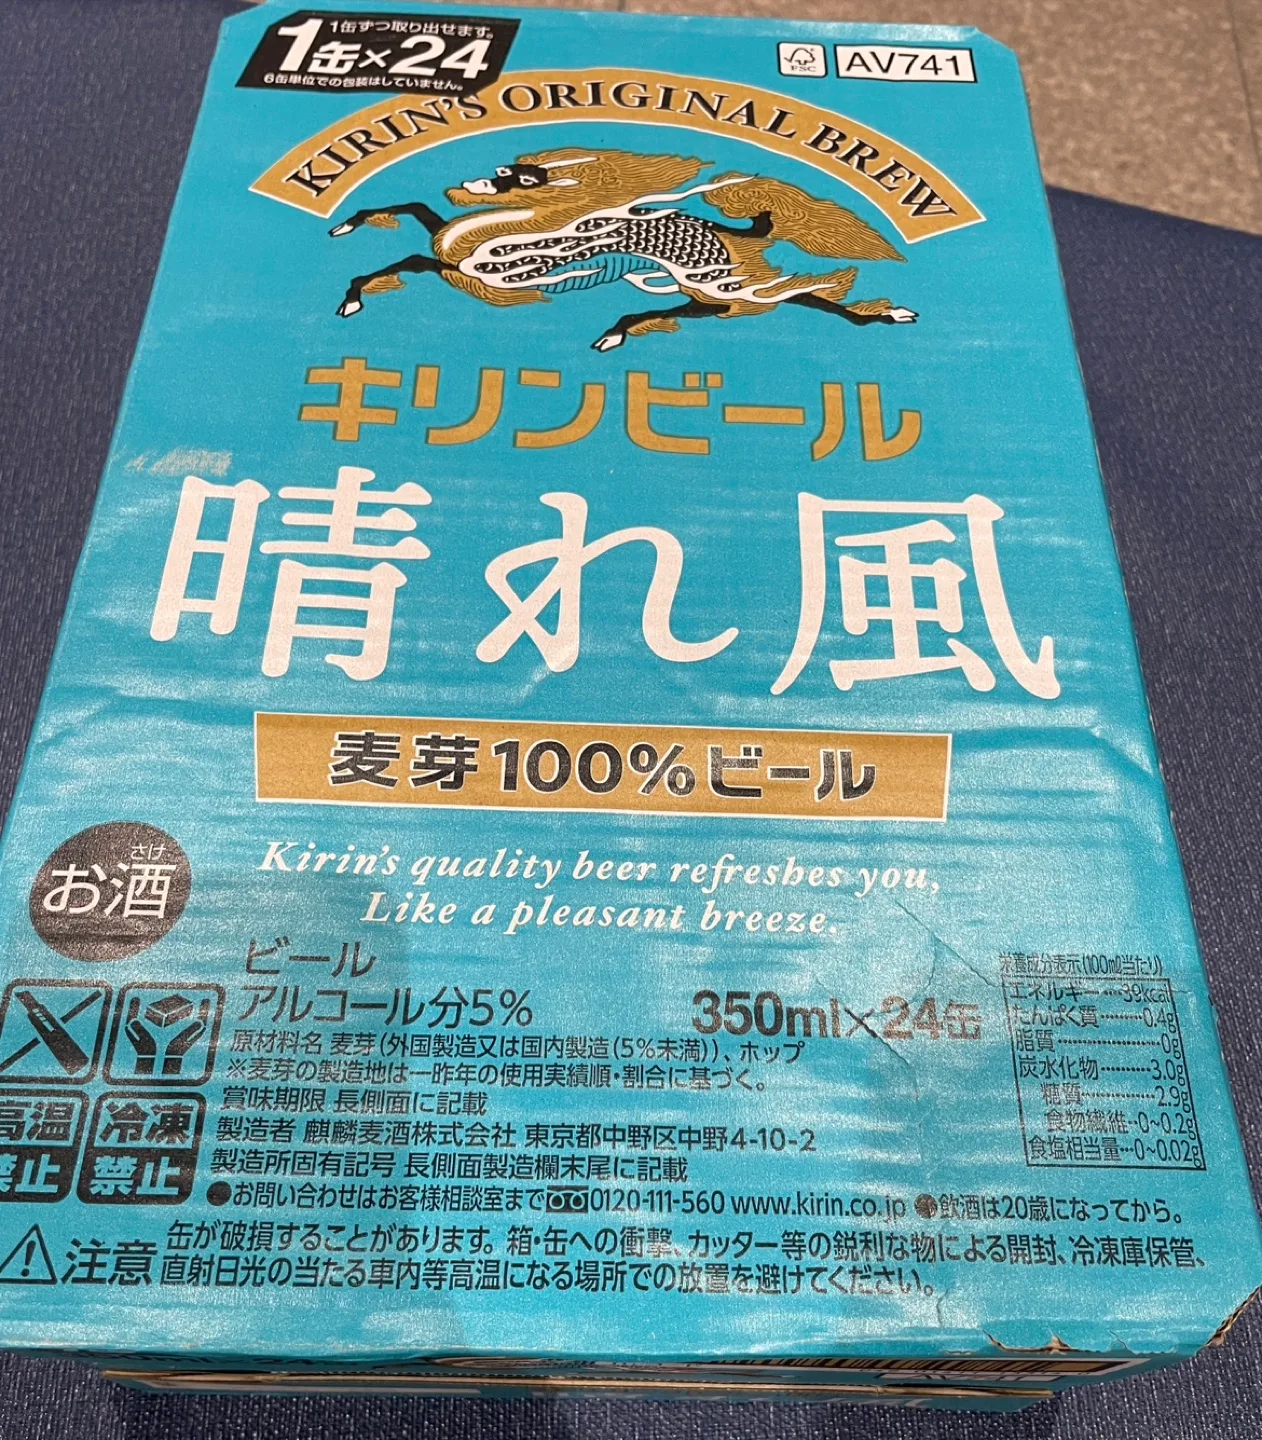 1缶ずつ取り出せます。
1缶×24
6缶単位での包装はしていません。
FSC
AV741
KIRIN'S ORIGINAL BREW
キリンビール
晴れ風
麦芽100%ビール
さけ
お酒
Kirin's quality beer refreshes you,
Like a pleasant breeze.
ビール
アルコール分5%
350ml×24缶
原材料名 麦芽(外国製造又は国内製造(5%未満))、ホップ
※麦芽の製造地は一昨年の使用実績順・割合に基づく。
賞味期限 長側面に記載
製造者 麒麟麦酒株式会社 東京都中野区中野4-10-2
製造所固有記号 長側面製造欄末尾に記載
●お問い合わせはお客様相談室まで 0120-111-560 www.kirin.co.jp ●飲酒は20歳になってから。
栄養成分表示(100ml当たり)
エネルギー…39kcal
たんぱく質………0.4g
脂質……………0g
炭水化物………3.0g
糖質…………2.9g
食物繊維…0~0.2g
食塩相当量…0~0.02g
高温
禁止
冷凍
禁止
注意
缶が破損することがあります。箱・缶への衝撃、カッター等の鋭利な物による開封、冷凍庫保管、
直射日光の当たる車内等高温になる場所での放置を避けてください。